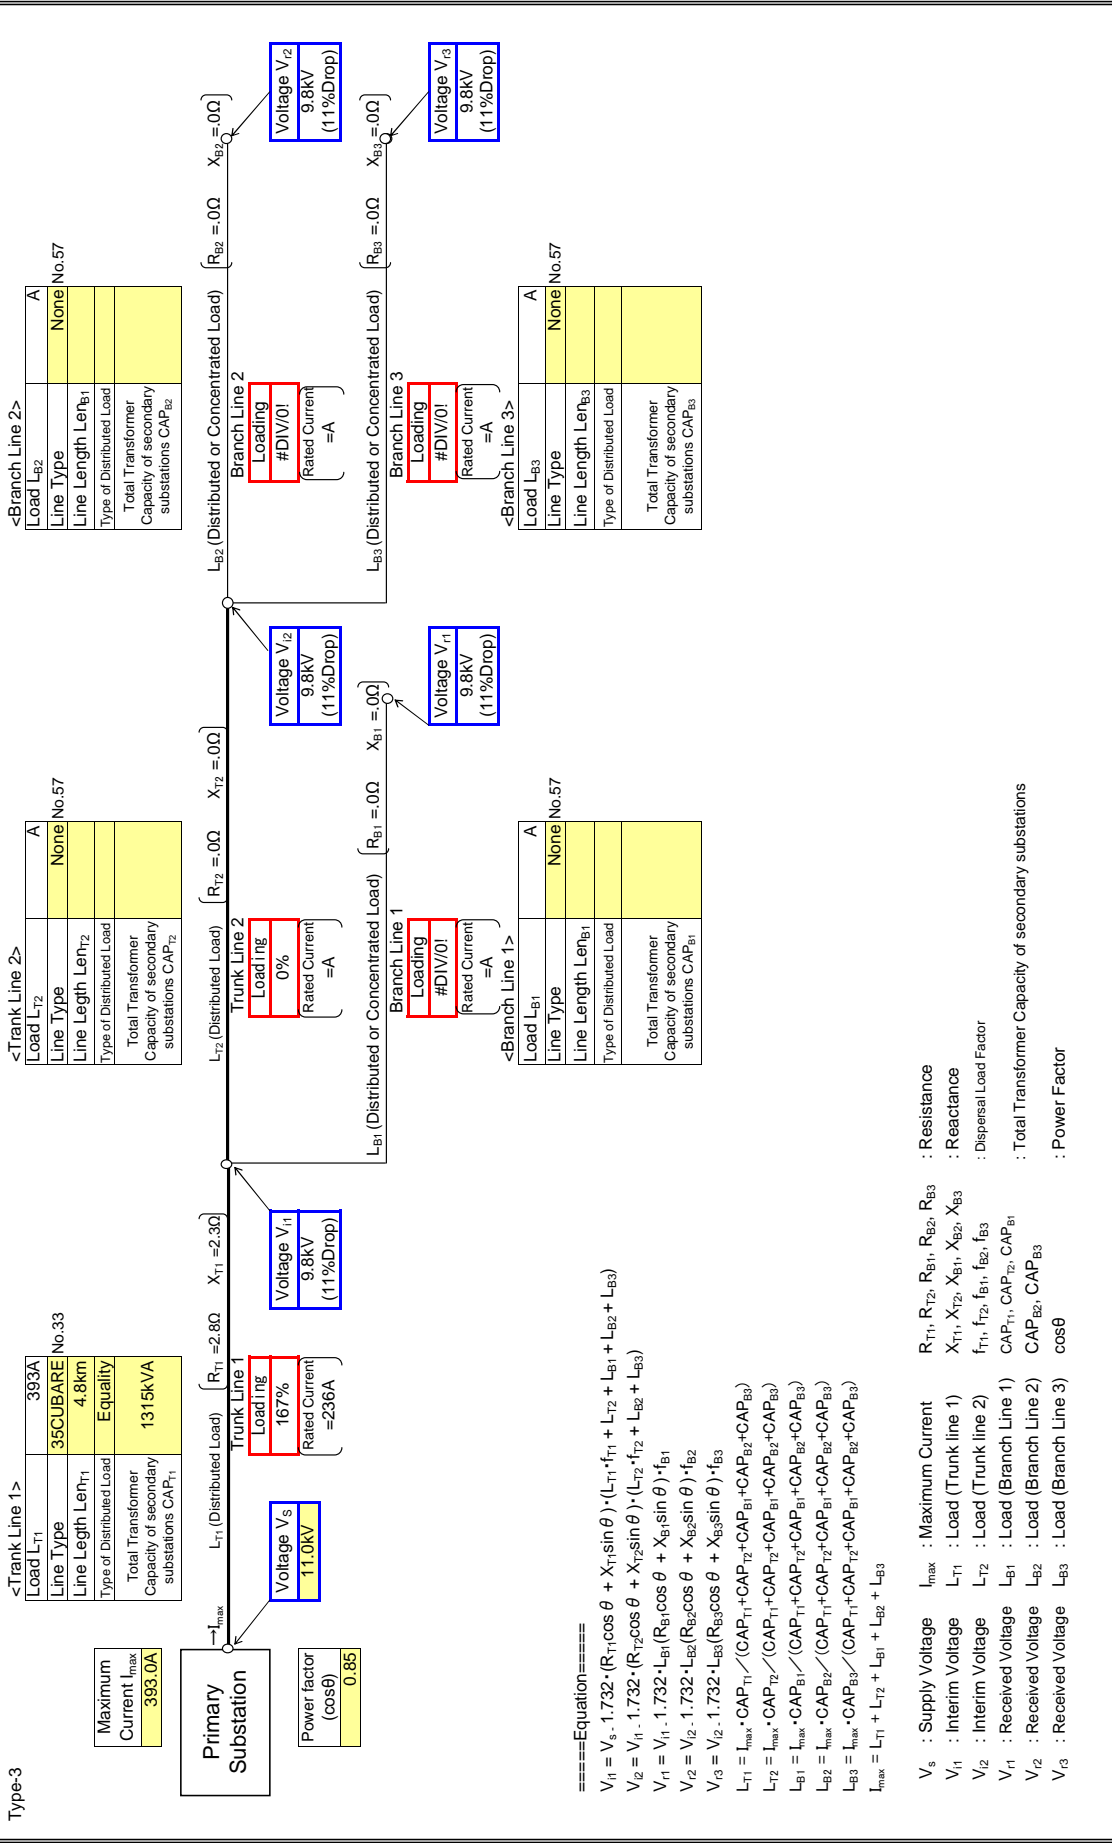 Type-3
Maximum
Current Imax
393.0A
Primary
Substation
Power factor
(cosθ)
0.85
→Imax
Voltage VS
11.0kV
<Trank Line 1>
Load LT1 393A
Line Type 35CUBARE No.33
Line Legth LenT1 4.8km
Type of Distributed Load Equality
Total Transformer
Capacity of secondary
substations CAPT1
1315kVA
LT1 (Distributed Load) RT1 =2.8Ω XT1 =2.3Ω
Trunk Line 1
Loading
167%
Rated Current
=236A
Voltage Vi1
9.8kV
(11%Drop)
<Trank Line 2>
Load LT2 A
Line Type None No.57
Line Length LenT2
Type of Distributed Load
Total Transformer
Capacity of secondary
substations CAPT2
LT2 (Distributed Load) RT2 =.0Ω XT2 =.0Ω
Trunk Line 2
Loading
0%
Rated Current
=A
Voltage Vi2
9.8kV
(11%Drop)
LB1 (Distributed or Concentrated Load) RB1 =.0Ω XB1 =.0Ω
Branch Line 1
Loading
#DIV/0!
Rated Current
=A
Voltage Vr1
9.8kV
(11%Drop)
<Branch Line 1>
Load LB1 A
Line Type None No.57
Line Length LenB1
Type of Distributed Load
Total Transformer
Capacity of secondary
substations CAPB1
<Branch Line 2>
Load LB2 A
Line Type None No.57
Line Length LenB1
Type of Distributed Load
Total Transformer
Capacity of secondary
substations CAPB2
LB2 (Distributed or Concentrated Load) RB2 =.0Ω XB2 =.0Ω
Branch Line 2
Loading
#DIV/0!
Rated Current
=A
Voltage Vr2
9.8kV
(11%Drop)
LB3 (Distributed or Concentrated Load) RB3 =.0Ω XB3 =.0Ω
Branch Line 3
Loading
#DIV/0!
Rated Current
=A
Voltage Vr3
9.8kV
(11%Drop)
<Branch Line 3>
Load LB3 A
Line Type None No.57
Line Length LenB3
Type of Distributed Load
Total Transformer
Capacity of secondary
substations CAPB3
=====Equation=====
Vi1 = Vs - 1.732・(RT1cos θ + XT1sin θ)・(LT1・fT1 + LT2 + LB1 + LB2 + LB3)
Vi2 = Vi1 - 1.732・(RT2cos θ + XT2sin θ)・(LT2・fT2 + LB2 + LB3)
Vr1 = Vi1 - 1.732・LB1(RB1cos θ + XB1sin θ)・fB1
Vr2 = Vi2 - 1.732・LB2(RB2cos θ + XB2sin θ)・fB2
Vr3 = Vi2 - 1.732・LB3(RB3cos θ + XB3sin θ)・fB3
LT1 = Imax・CAPT1／(CAPT1+CAPT2+CAPB1+CAPB2+CAPB3)
LT2 = Imax・CAPT2／(CAPT1+CAPT2+CAPB1+CAPB2+CAPB3)
LB1 = Imax・CAPB1／(CAPT1+CAPT2+CAPB1+CAPB2+CAPB3)
LB2 = Imax・CAPB2／(CAPT1+CAPT2+CAPB1+CAPB2+CAPB3)
LB3 = Imax・CAPB3／(CAPT1+CAPT2+CAPB1+CAPB2+CAPB3)
Imax = LT1 + LT2 + LB1 + LB2 + LB3
Vs : Supply Voltage Imax : Maximum Current RT1, RT2, RB1, RB2, RB3 : Resistance
Vi1 : Interim Voltage LT1 : Load (Trunk line 1) XT1, XT2, XB1, XB2, XB3 : Reactance
Vi2 : Interim Voltage LT2 : Load (Trunk line 2) fT1, fT2, fB1, fB2, fB3 : Dispersal Load Factor
Vr1 : Received Voltage LB1 : Load (Branch Line 1) CAPT1, CAPT2, CAPB1 : Total Transformer Capacity of secondary substations
Vr2 : Received Voltage LB2 : Load (Branch Line 2) CAPB2, CAPB3
Vr3 : Received Voltage LB3 : Load (Branch Line 3) cosθ : Power Factor